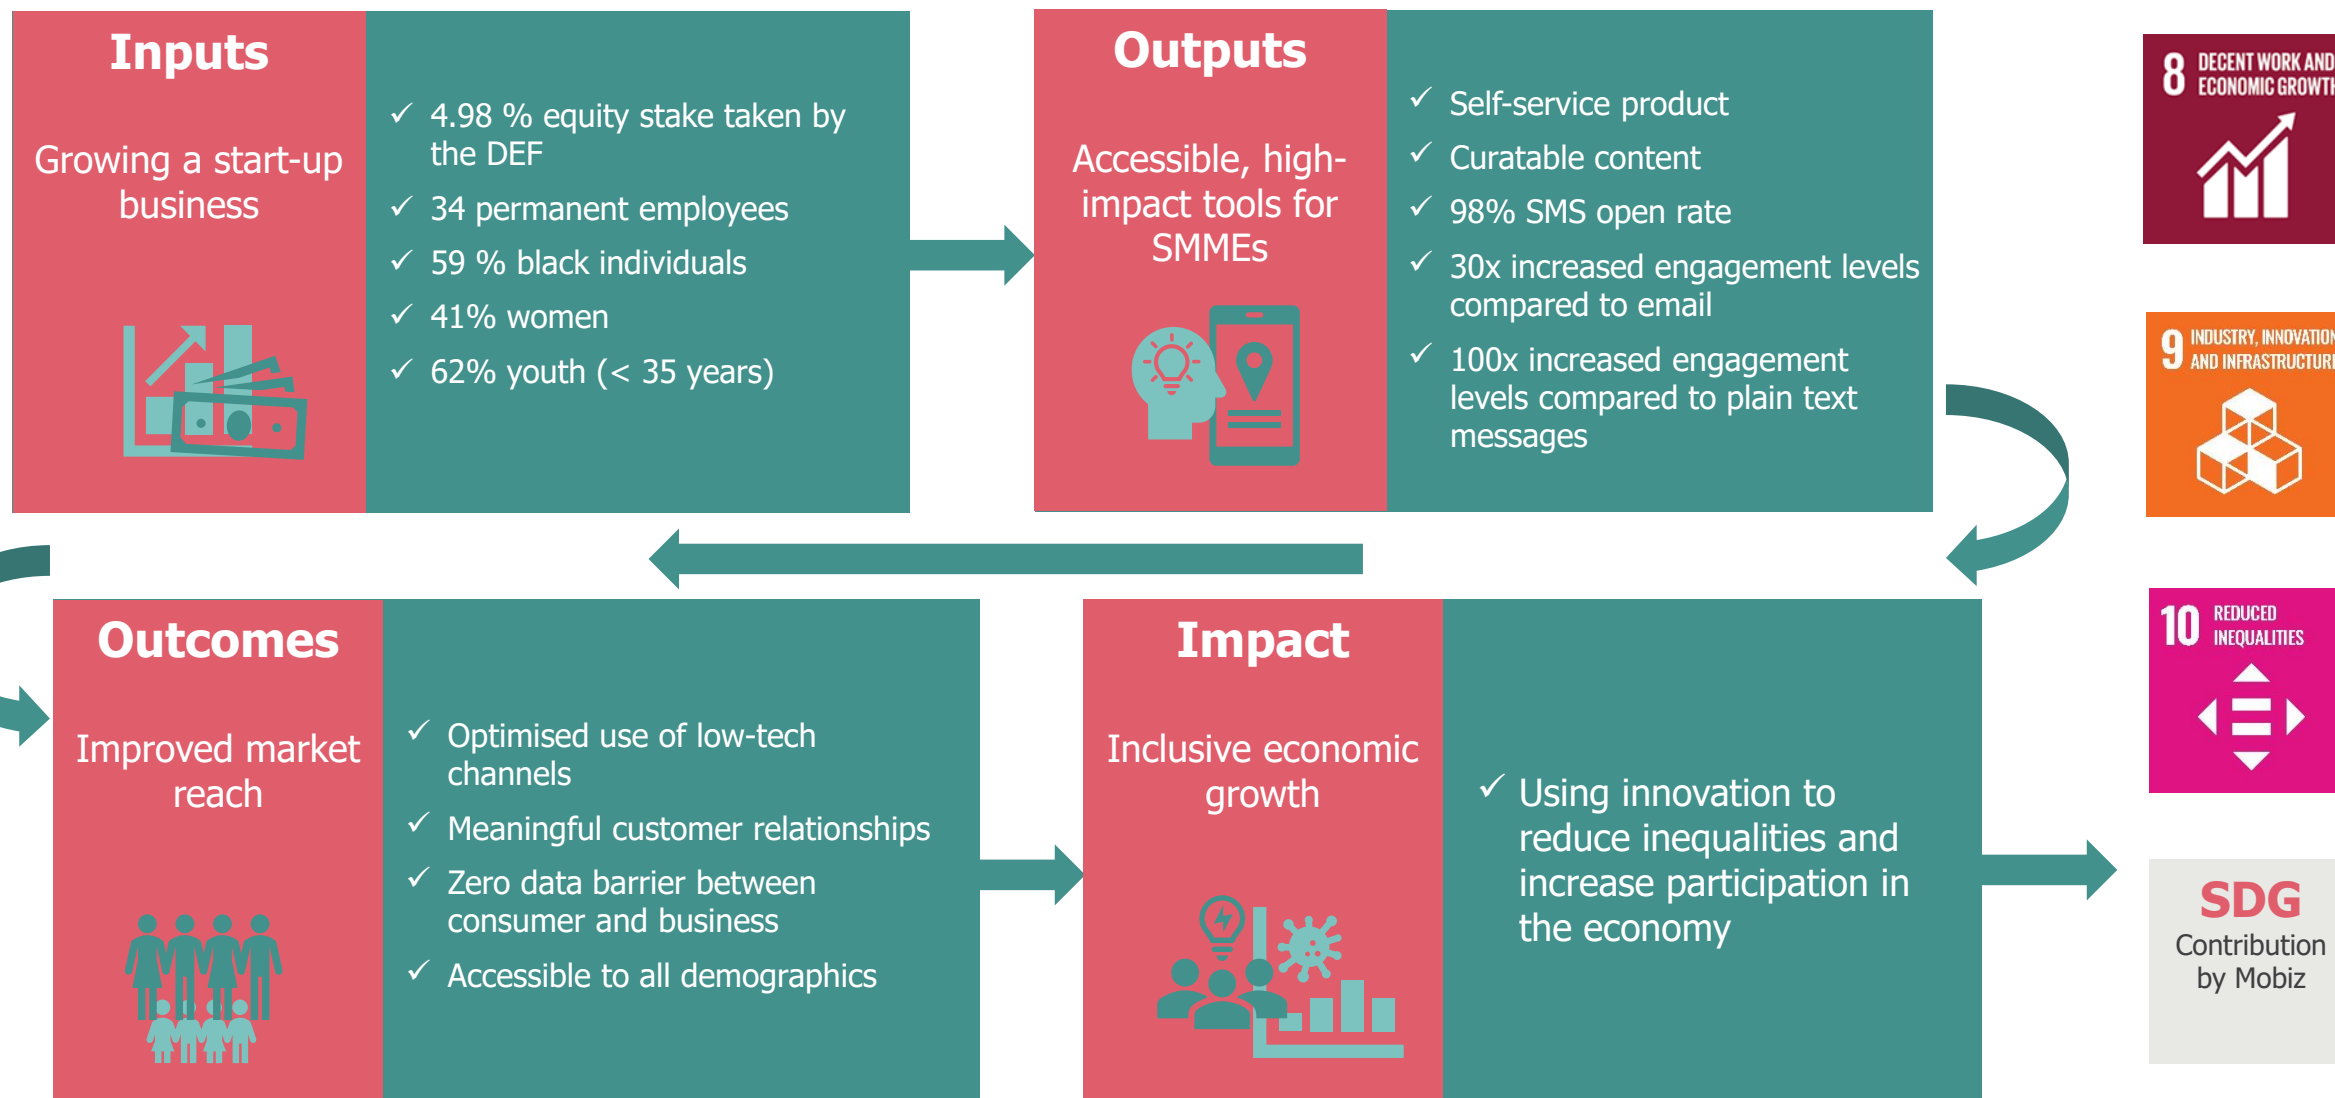 Inputs
Growing a start-up
business
✓ 4.98 % equity stake taken by
the DEF
✓ 34 permanent employees
✓ 59 % black individuals
✓ 41% women
✓ 62% youth (< 35 years)
Outputs
Accessible, high-
impact tools for
SMMEs
✓ Self-service product
✓ Curatable content
✓ 98% SMS open rate
✓ 30x increased engagement levels
compared to email
✓ 100x increased engagement
levels compared to plain text
messages
Outcomes
Improved market
reach
✓ Optimised use of low-tech
channels
✓ Meaningful customer relationships
✓ Zero data barrier between
consumer and business
✓ Accessible to all demographics
Impact
Inclusive economic
growth
✓ Using innovation to
reduce inequalities and
increase participation in
the economy
8 DECENT WORK AND
ECONOMIC GROWTH
9 INDUSTRY, INNOVATION
AND INFRASTRUCTURE
10 REDUCED
INEQUALITIES
SDG
Contribution
by Mobiz